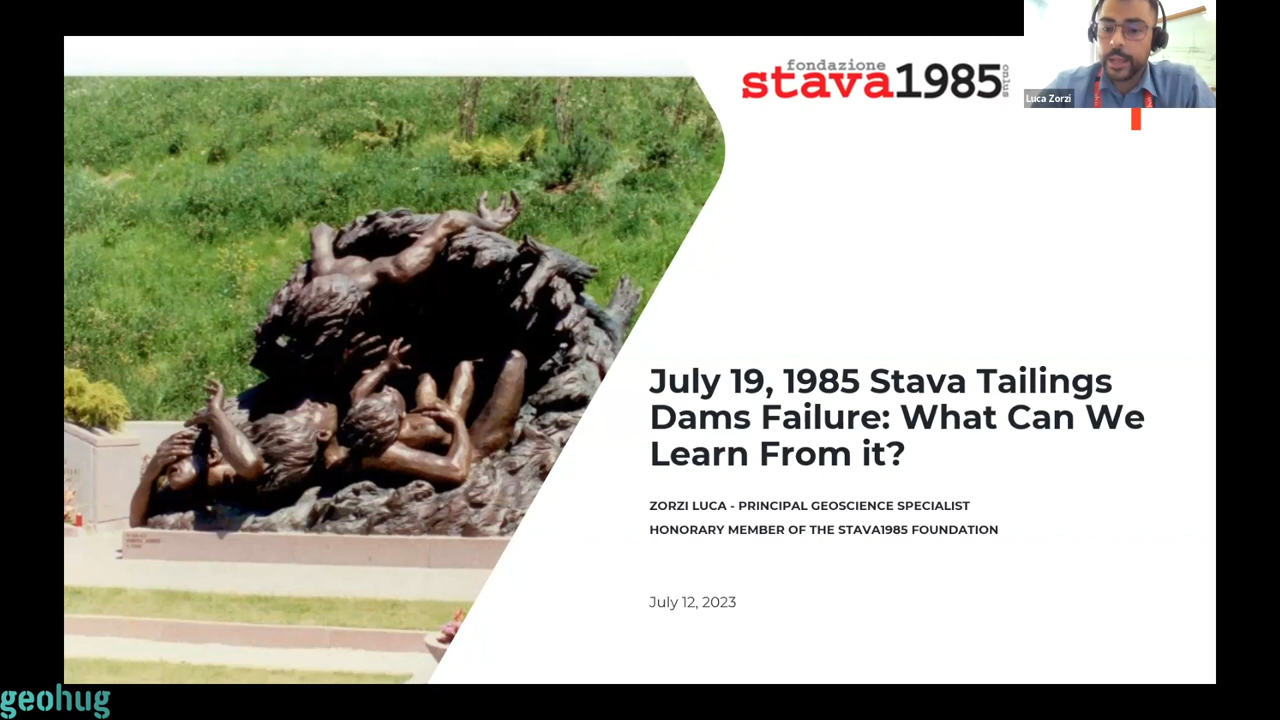 fondazione
stava1985
onlus
Luca Zorzi
July 19, 1985 Stava Tailings
Dams Failure: What Can We
Learn From it?
ZORZI LUCA - PRINCIPAL GEOSCIENCE SPECIALIST
HONORARY MEMBER OF THE STAVA1985 FOUNDATION
July 12, 2023
geohug